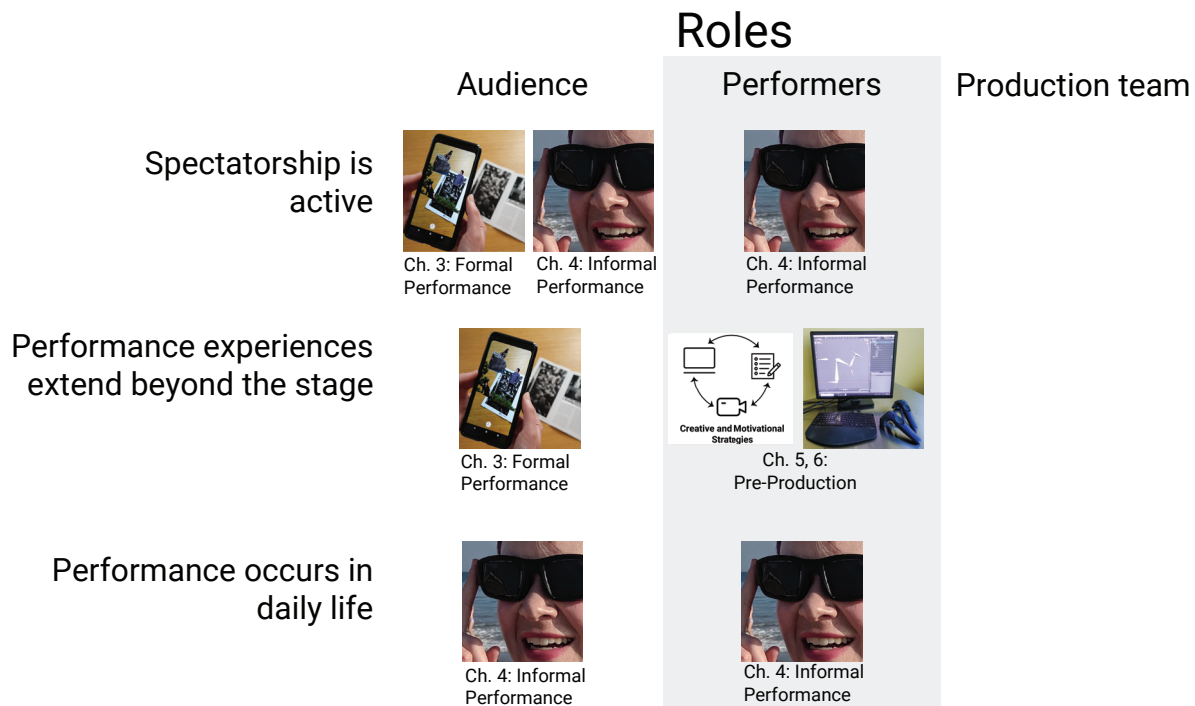 Roles
Audience
Performers
Production team
Spectatorship is
active
Ch. 3: Formal
Performance
Ch. 4: Informal
Performance
Ch. 4: Informal
Performance
Performance experiences
extend beyond the stage
Ch. 3: Formal
Performance
Creative and Motivational
Strategies
Ch. 5, 6:
Pre-Production
Performance occurs in
daily life
Ch. 4: Informal
Performance
Ch. 4: Informal
Performance